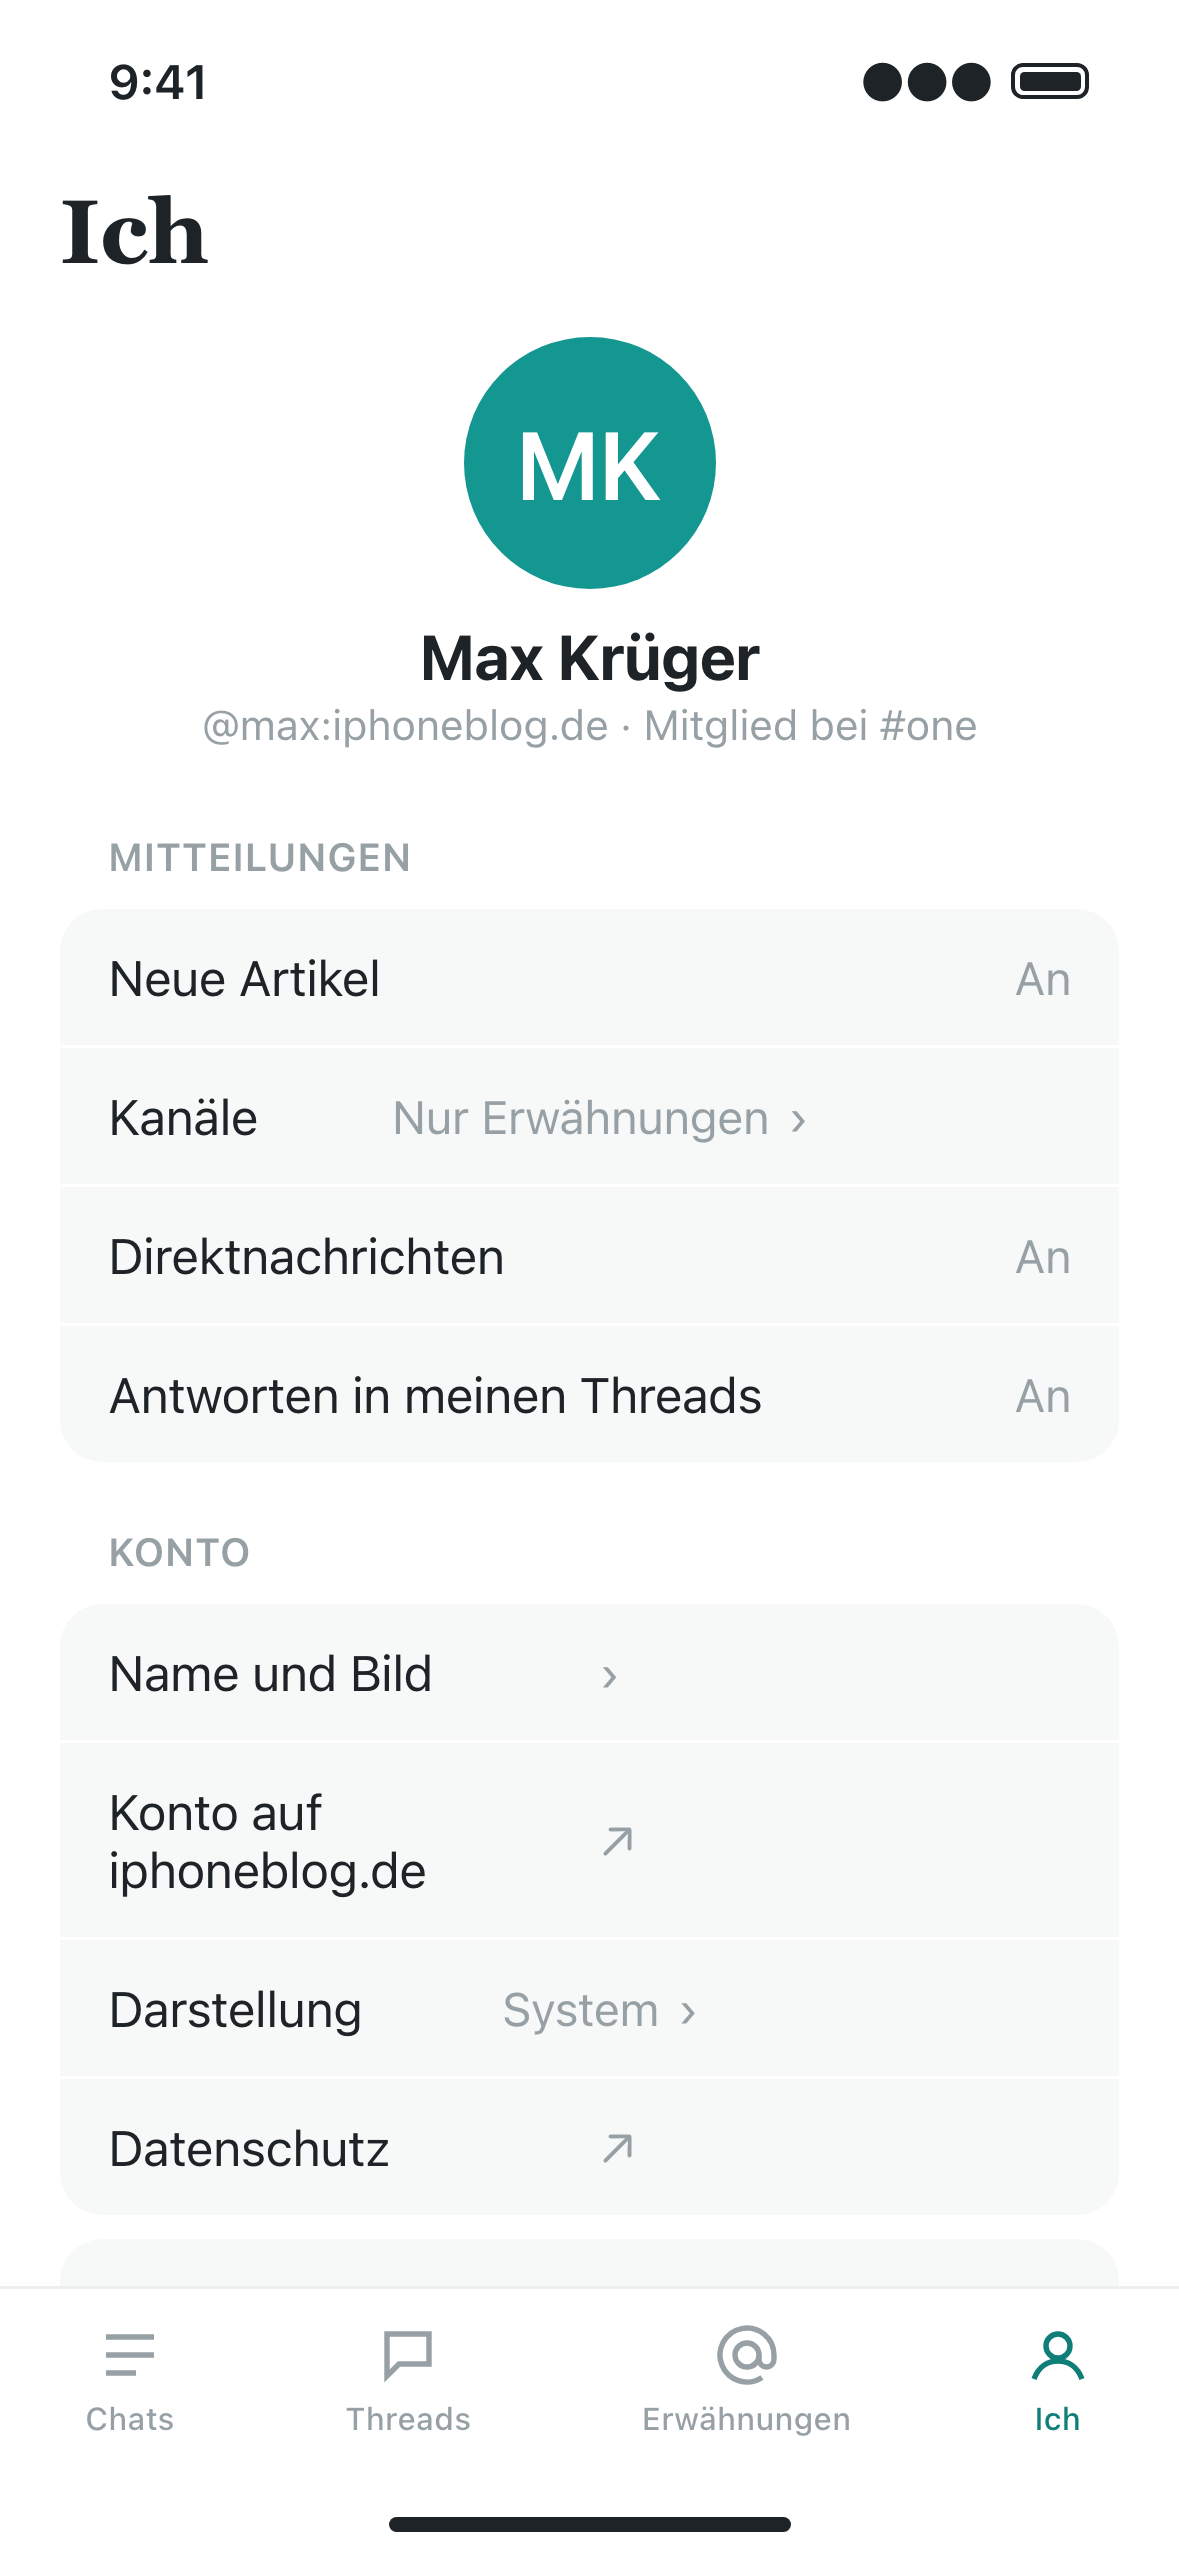 9:41
Ich
MK
Max Krüger
@max:iphoneblog.de · Mitglied bei #one
MITTEILUNGEN
Neue Artikel An
Kanäle Nur Erwähnungen ›
Direktnachrichten An
Antworten in meinen Threads An
KONTO
Name und Bild ›
Konto auf
iphoneblog.de ↗
Darstellung System ›
Datenschutz ↗
Chats Threads Erwähnungen Ich